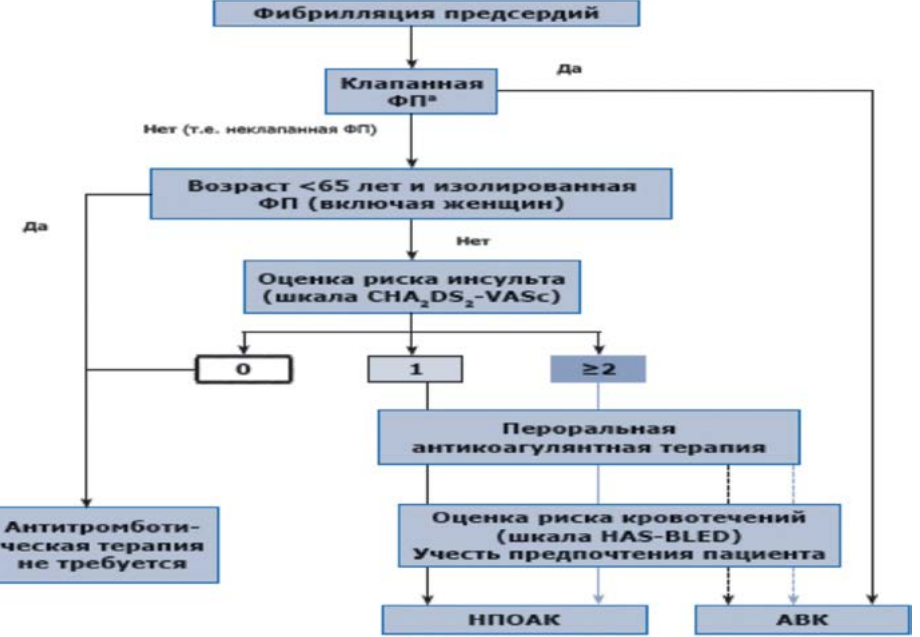 Фибрилляция предсердий
Да
Клапанная
ФПᵃ
Нет (т.е. неклапанная ФП)
Возраст <65 лет и изолированная
ФП (включая женщин)
Да
Нет
Оценка риска инсульта
(шкала CHA₂DS₂-VASc)
0
1
≥2
Пероральная
антикоагулянтная терапия
Антитромботи-
ческая терапия
не требуется
Оценка риска кровотечений
(шкала HAS-BLED)
Учесть предпочтения пациента
НПОАК
АВК